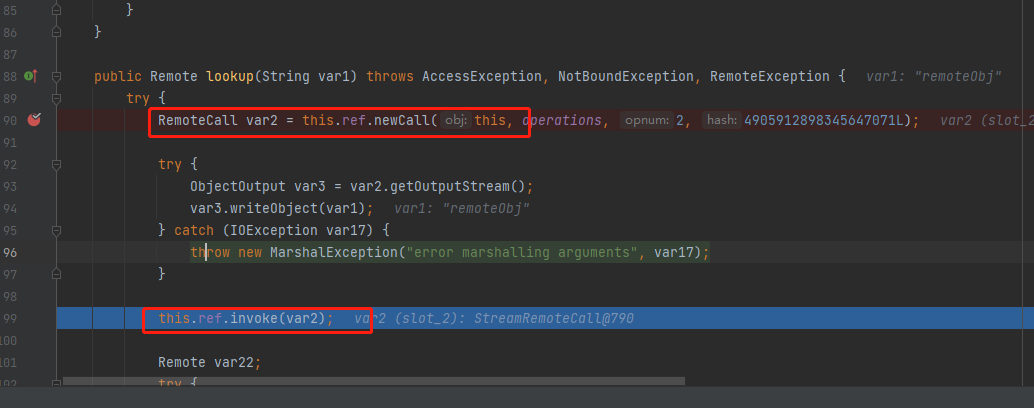 85 }
86 }
87
88 public Remote lookup(String var1) throws AccessException, NotBoundException, RemoteException { var1: "remoteObj"
89 try {
90 RemoteCall var2 = this.ref.newCall( obj: this, operations, opnum: 2, hash: 4905912898345647071L); var2 (slot_2
91
92 try {
93 ObjectOutput var3 = var2.getOutputStream();
94 var3.writeObject(var1); var1: "remoteObj"
95 } catch (IOException var17) {
96 throw new MarshalException("error marshalling arguments", var17);
97 }
98
99 this.ref.invoke(var2); var2 (slot_2): StreamRemoteCall@790
100
101 Remote var22;
102 try {